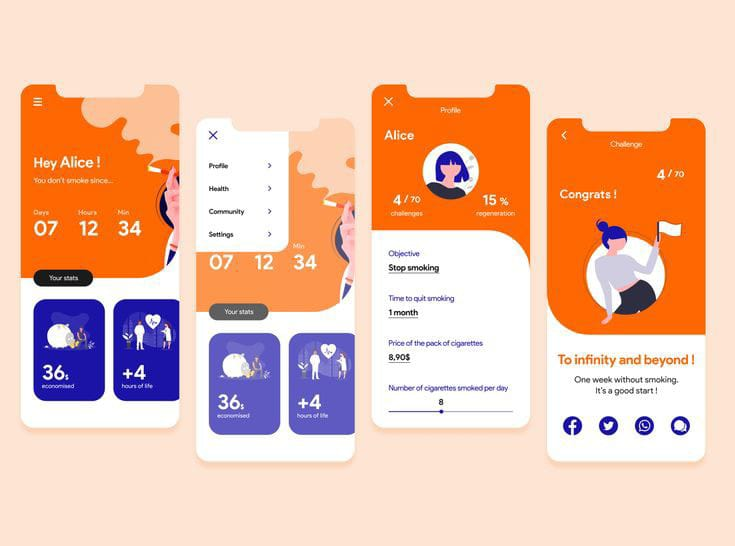 Hey Alice !
You don't smoke since...
Days Hours Min
07 12 34
Your stats
36$
economised
+4
hours of life
Profile
Health
Community
Settings
Min
07 12 34
Your stats
36$
economised
+4
hours of life
Profile
Alice
4 / 70
challenges
15 %
regeneration
Objective
Stop smoking
Time to quit smoking
1 month
Price of the pack of cigarettes
8,90$
Number of cigarettes smoked per day
8
Challenge
4 / 70
Congrats !
To infinity and beyond !
One week without smoking.
It's a good start !